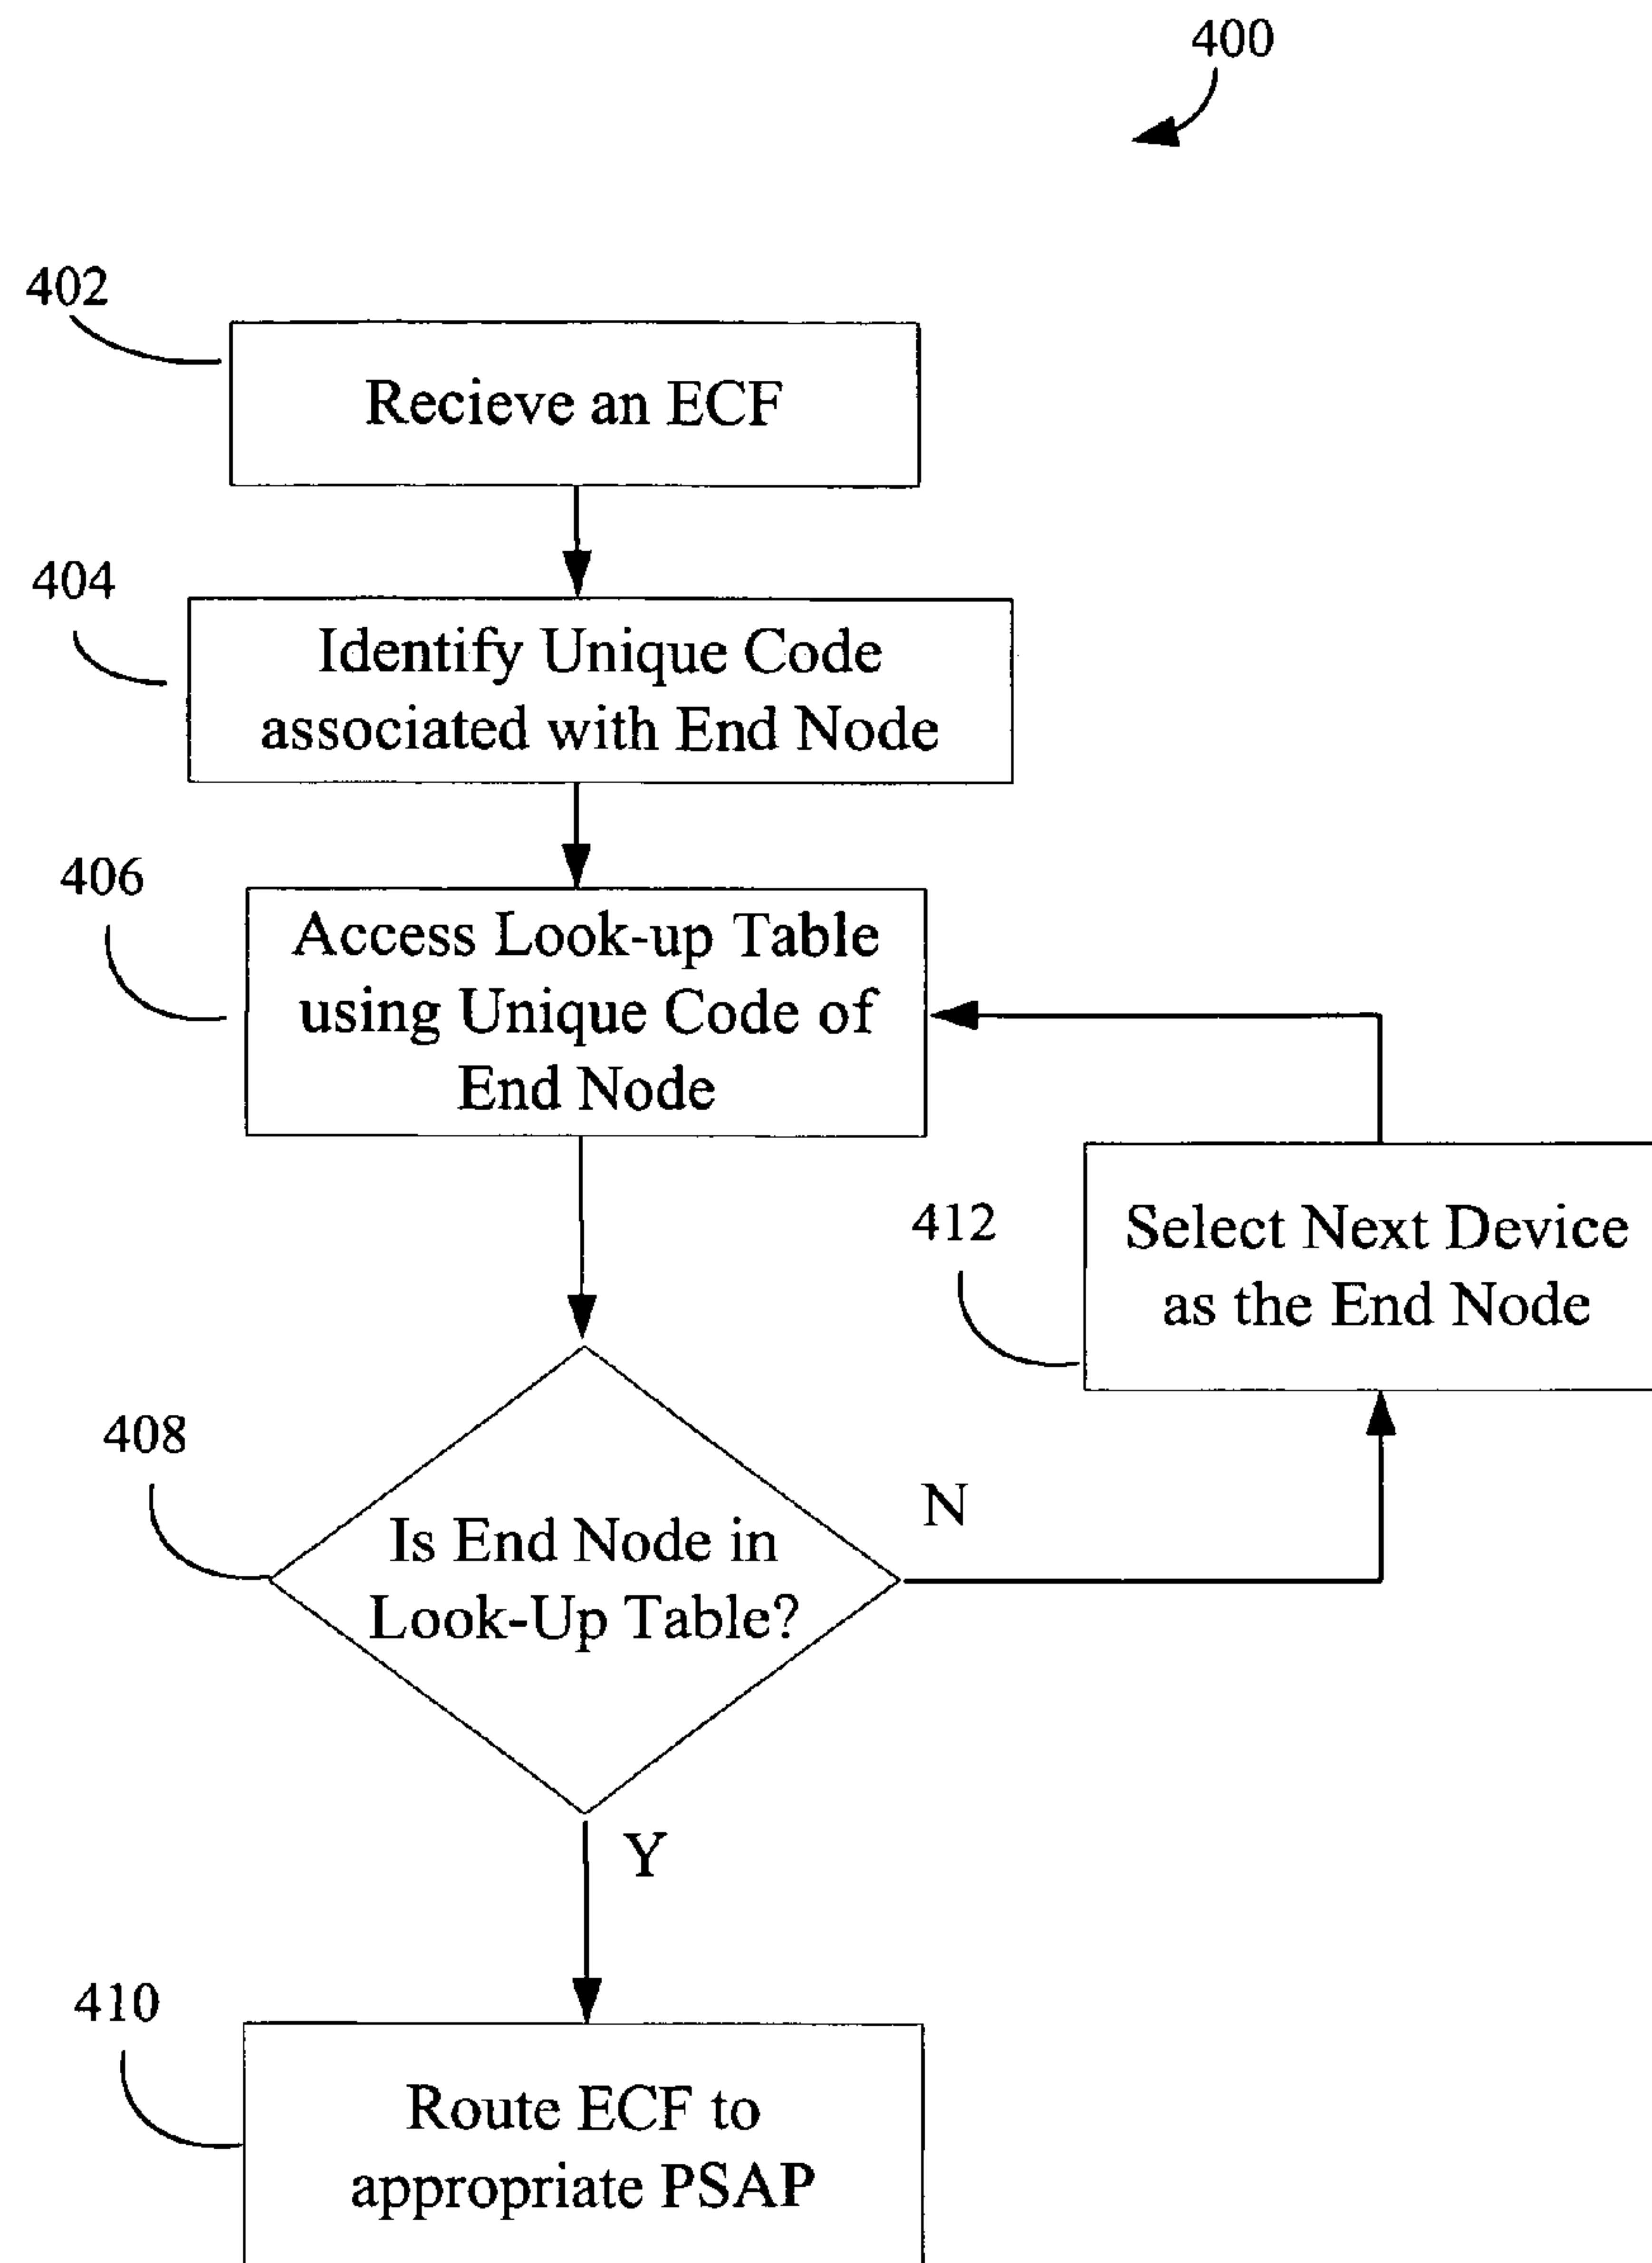 400
402
Recieve an ECF
404
Identify Unique Code
associated with End Node
406
Access Look-up Table
using Unique Code of
End Node
412
Select Next Device
as the End Node
408
Is End Node in
Look-Up Table?
N
Y
410
Route ECF to
appropriate PSAP